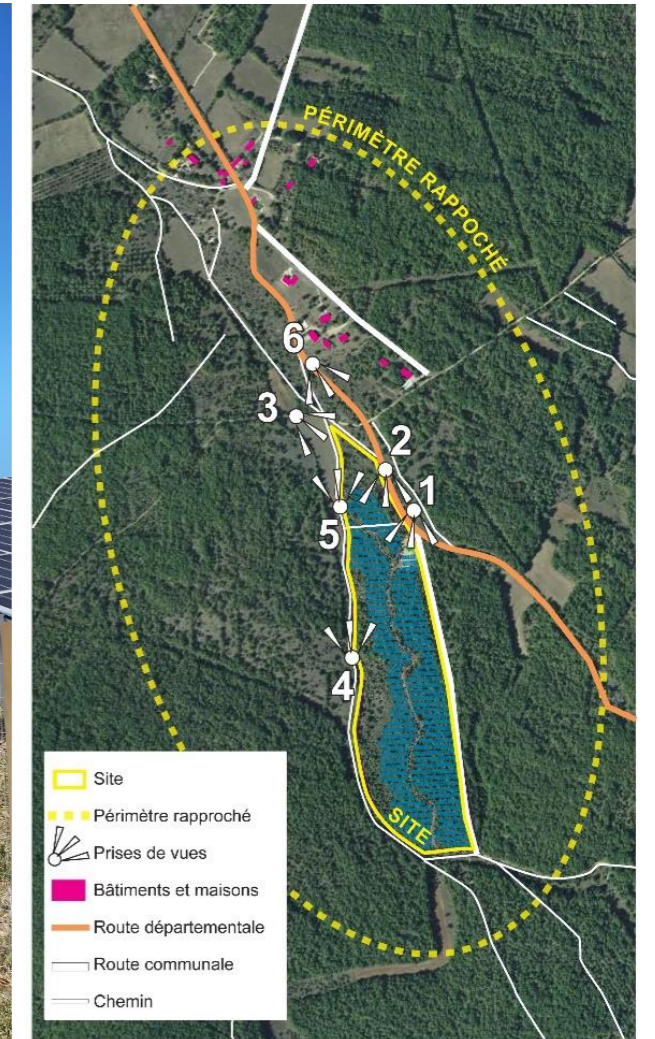 PÉRIMÈTRE RAPPOCHÉ
6
3
2
1
5
4
SITE
Site
Périmètre rapproché
Prises de vues
Bâtiments et maisons
Route départementale
Route communale
Chemin